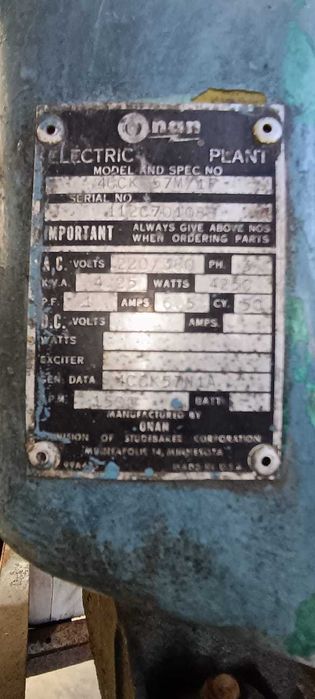 Onan
ELECTRIC PLANT
MODEL AND SPEC NO
4CCK 57M/1F
SERIAL NO
IMPORTANT ALWAYS GIVE ABOVE NOS
WHEN ORDERING PARTS
A.C. VOLTS 220/380 PH. 3
K.V.A. 4.25 WATTS 4250
P.F. 1 AMPS 6.5 CY. 50
D.C. VOLTS AMPS
WATTS
EXCITER
GEN DATA 4CCK57M1A
R.P.M. 1500 BATT
MANUFACTURED BY
ONAN
DIVISION OF STUDEBAKER CORPORATION
MINNEAPOLIS 14, MINNESOTA
MADE IN U.S.A.